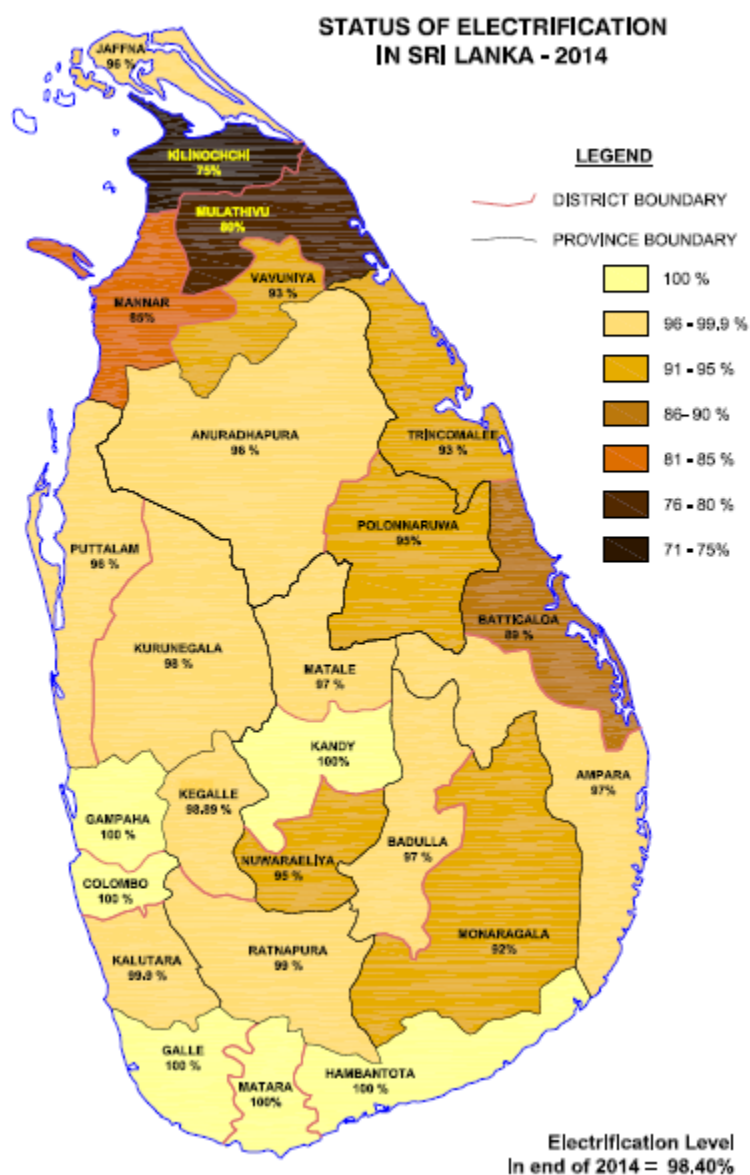 STATUS OF ELECTRIFICATION
IN SRI LANKA - 2014
JAFFNA
96 %
KILINOCHCHI
75%
LEGEND
DISTRICT BOUNDARY
PROVINCE BOUNDARY
100 %
96 - 99.9 %
91 - 95 %
86- 90 %
81 - 85 %
76 - 80 %
71 - 75%
MULATHIVU
80%
VAVUNIYA
93 %
MANNAR
85%
ANURADHAPURA
96 %
TRINCOMALEE
93 %
POLONNARUWA
95%
PUTTALAM
98 %
BATTICALOA
89 %
KURUNEGALA
98 %
MATALE
97 %
KANDY
100%
AMPARA
97%
KEGALLE
98.89 %
GAMPAHA
100 %
BADULLA
97 %
NUWARAELIYA
95 %
COLOMBO
100 %
MONARAGALA
92%
RATNAPURA
99 %
KALUTARA
99.9 %
GALLE
100 %
MATARA
100%
HAMBANTOTA
100 %
Electrification Level
In end of 2014 = 98.40%